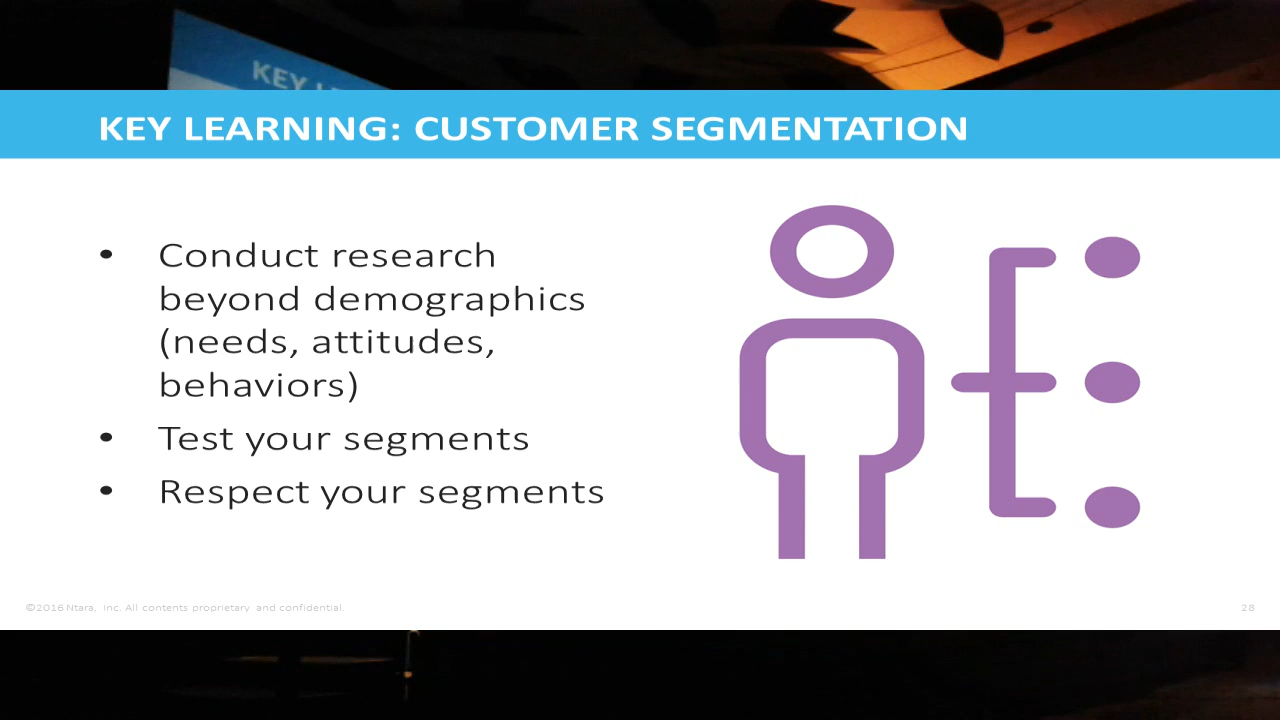 KEY
KEY LEARNING: CUSTOMER SEGMENTATION
• Conduct research
beyond demographics
(needs, attitudes,
behaviors)
• Test your segments
• Respect your segments
©2016 Ntara, Inc. All contents proprietary and confidential.
28